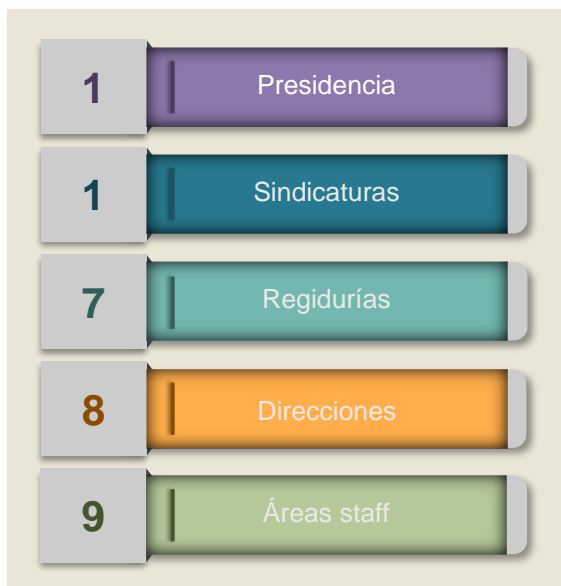 1 Presidencia
1 Sindicaturas
7 Regidurías
8 Direcciones
9 Áreas staff